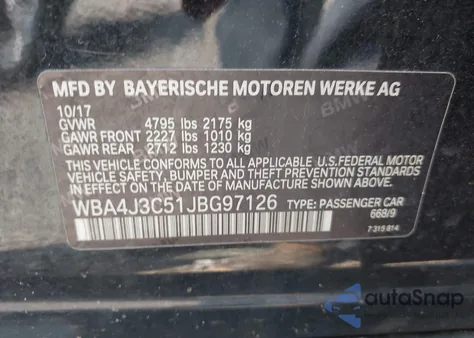 MFD BY BAYERISCHE MOTOREN WERKE AG
10/17
GVWR 4795 lbs 2175 kg
GAWR FRONT 2227 lbs 1010 kg
GAWR REAR 2712 lbs 1230 kg
THIS VEHICLE CONFORMS TO ALL APPLICABLE U.S.FEDERAL MOTOR
VEHICLE SAFETY, BUMPER, AND THEFT PREVENTION STANDARDS
IN EFFECT ON THE DATE OF MANUFACTURE SHOWN ABOVE.
WBA4J3C51JBG97126 TYPE: PASSENGER CAR
668/9
7 315 814
autoSnap
Powered by CarsFromWest